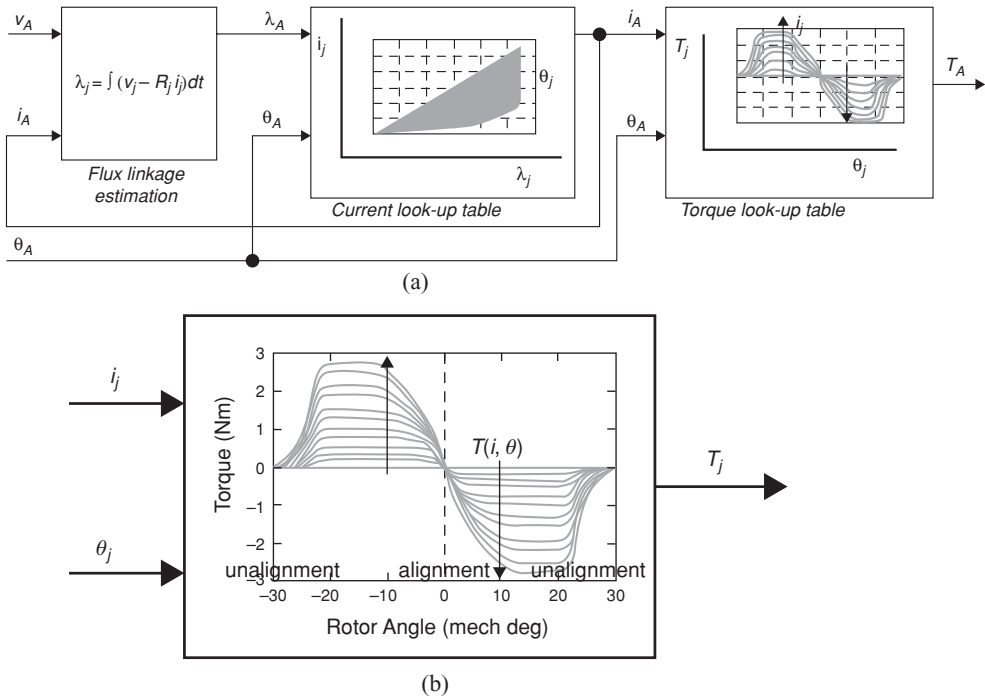 v_A
λ_A
i_A
λ_j = ∫ (v_j – R_j i_j)dt
i_A
θ_A
Flux linkage
estimation
i_j
θ_j
λ_j
Current look-up table
T_j
i_j
θ_j
θ_A
Torque look-up table
T_A
θ_A
(a)
i_j
θ_j
Torque (Nm)
3
2
1
0
–1
–2
–3
T(i, θ)
unalignment
alignment
unalignment
–30
–20
–10
0
10
20
30
Rotor Angle (mech deg)
T_j
(b)